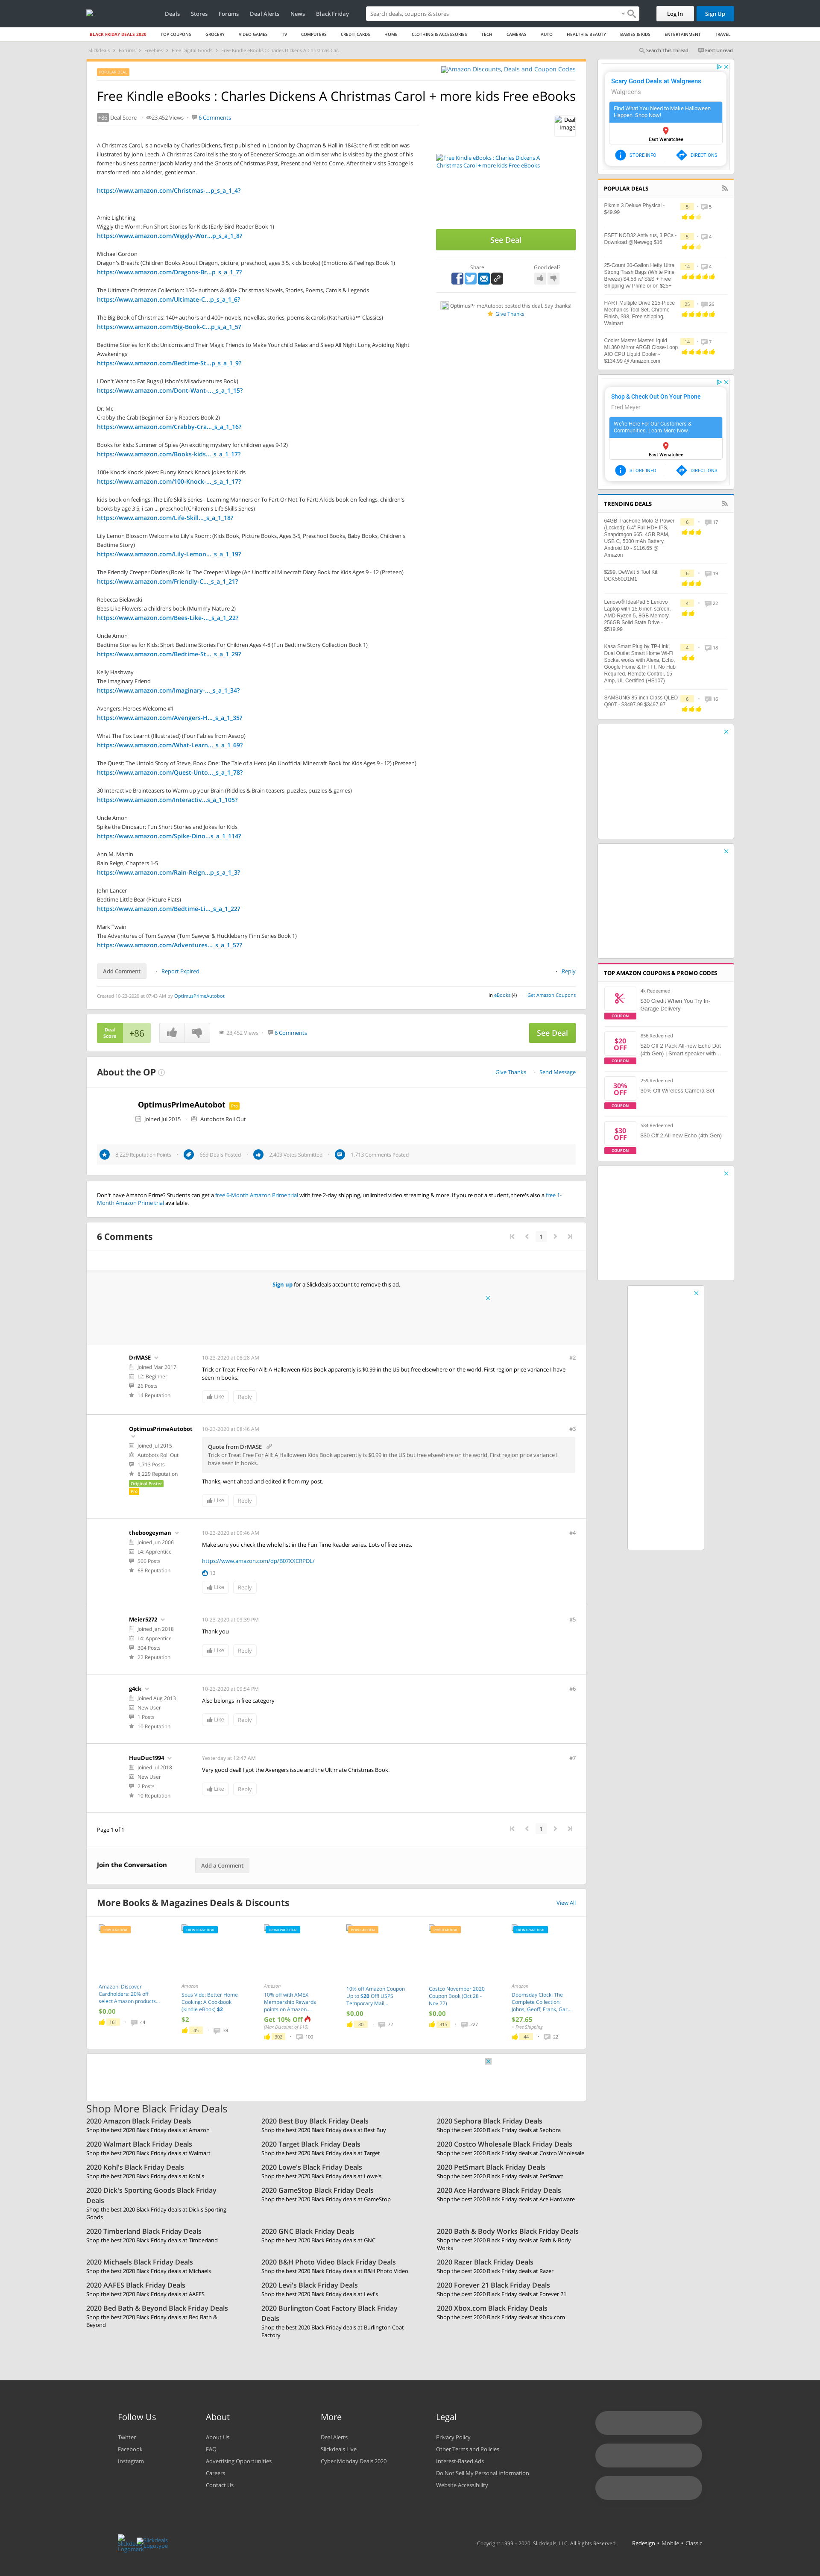 Deals
Stores
Forums
Deal Alerts
News
Black Friday
Search deals, coupons & stores
Log In
Sign Up
BLACK FRIDAY DEALS 2020
TOP COUPONS
GROCERY
VIDEO GAMES
TV
COMPUTERS
CREDIT CARDS
HOME
CLOTHING & ACCESSORIES
TECH
CAMERAS
AUTO
HEALTH & BEAUTY
BABIES & KIDS
ENTERTAINMENT
TRAVEL
Slickdeals
Forums
Freebies
Free Digital Goods
Free Kindle eBooks : Charles Dickens A Christmas Car...
Search This Thread
First Unread
POPULAR DEAL
Amazon Discounts, Deals and Coupon Codes
Free Kindle eBooks : Charles Dickens A Christmas Carol + more kids Free eBooks
+86 Deal Score
23,452 Views
6 Comments
Deal Image
A Christmas Carol, is a novella by Charles Dickens, first published in London by Chapman & Hall in 1843; the first edition was
illustrated by John Leech. A Christmas Carol tells the story of Ebenezer Scrooge, an old miser who is visited by the ghost of his
former business partner Jacob Marley and the ghosts of Christmas Past, Present and Yet to Come. After their visits Scrooge is
transformed into a kinder, gentler man.
https://www.amazon.com/Christmas-...p_s_a_1_4?
Arnie Lightning
Wiggly the Worm: Fun Short Stories for Kids (Early Bird Reader Book 1)
https://www.amazon.com/Wiggly-Wor...p_s_a_1_8?
Michael Gordon
Dragon's Breath: (Children Books About Dragon, picture, preschool, ages 3 5, kids books) (Emotions & Feelings Book 1)
https://www.amazon.com/Dragons-Br...p_s_a_1_7?
The Ultimate Christmas Collection: 150+ authors & 400+ Christmas Novels, Stories, Poems, Carols & Legends
https://www.amazon.com/Ultimate-C...p_s_a_1_6?
The Big Book of Christmas: 140+ authors and 400+ novels, novellas, stories, poems & carols (Kathartika™ Classics)
https://www.amazon.com/Big-Book-C...p_s_a_1_5?
Bedtime Stories for Kids: Unicorns and Their Magic Friends to Make Your Child Relax and Sleep All Night Long Avoiding Night
Awakenings
https://www.amazon.com/Bedtime-St...p_s_a_1_9?
I Don't Want to Eat Bugs (Lisbon's Misadventures Book)
https://www.amazon.com/Dont-Want-..._s_a_1_15?
Dr. Mc
Crabby the Crab (Beginner Early Readers Book 2)
https://www.amazon.com/Crabby-Cra..._s_a_1_16?
Books for kids: Summer of Spies (An exciting mystery for children ages 9-12)
https://www.amazon.com/Books-kids..._s_a_1_17?
100+ Knock Knock Jokes: Funny Knock Knock Jokes for Kids
https://www.amazon.com/100-Knock-..._s_a_1_17?
kids book on feelings: The Life Skills Series - Learning Manners or To Fart Or Not To Fart: A kids book on feelings, children's
books by age 3 5, i can ... preschool (Children's Life Skills Series)
https://www.amazon.com/Life-Skill..._s_a_1_18?
Lily Lemon Blossom Welcome to Lily's Room: (Kids Book, Picture Books, Ages 3-5, Preschool Books, Baby Books, Children's
Bedtime Story)
https://www.amazon.com/Lily-Lemon..._s_a_1_19?
The Friendly Creeper Diaries (Book 1): The Creeper Village (An Unofficial Minecraft Diary Book for Kids Ages 9 - 12 (Preteen)
https://www.amazon.com/Friendly-C..._s_a_1_21?
Rebecca Bielawski
Bees Like Flowers: a childrens book (Mummy Nature 2)
https://www.amazon.com/Bees-Like-..._s_a_1_22?
Uncle Amon
Bedtime Stories for Kids: Short Bedtime Stories For Children Ages 4-8 (Fun Bedtime Story Collection Book 1)
https://www.amazon.com/Bedtime-St..._s_a_1_29?
Kelly Hashway
The Imaginary Friend
https://www.amazon.com/Imaginary-..._s_a_1_34?
Avengers: Heroes Welcome #1
https://www.amazon.com/Avengers-H..._s_a_1_35?
What The Fox Learnt (Illustrated) (Four Fables from Aesop)
https://www.amazon.com/What-Learn..._s_a_1_69?
The Quest: The Untold Story of Steve, Book One: The Tale of a Hero (An Unofficial Minecraft Book for Kids Ages 9 - 12) (Preteen)
https://www.amazon.com/Quest-Unto..._s_a_1_78?
30 Interactive Brainteasers to Warm up your Brain (Riddles & Brain teasers, puzzles, puzzles & games)
https://www.amazon.com/Interactiv...s_a_1_105?
Uncle Amon
Spike the Dinosaur: Fun Short Stories and Jokes for Kids
https://www.amazon.com/Spike-Dino...s_a_1_114?
Ann M. Martin
Rain Reign, Chapters 1-5
https://www.amazon.com/Rain-Reign...p_s_a_1_3?
John Lancer
Bedtime Little Bear (Picture Flats)
https://www.amazon.com/Bedtime-Li..._s_a_1_22?
Mark Twain
The Adventures of Tom Sawyer (Tom Sawyer & Huckleberry Finn Series Book 1)
https://www.amazon.com/Adventures..._s_a_1_57?
Free Kindle eBooks : Charles Dickens A
Christmas Carol + more kids Free eBooks
See Deal
Share
Good deal?
OptimusPrimeAutobot posted this deal. Say thanks!
Give Thanks
Add Comment
Report Expired
Reply
Created 10-23-2020 at 07:43 AM by OptimusPrimeAutobot
in eBooks (4)
Get Amazon Coupons
Deal Score
+86
23,452 Views
6 Comments
See Deal
About the OP
Give Thanks
Send Message
OptimusPrimeAutobot Pro
Joined Jul 2015
Autobots Roll Out
8,229 Reputation Points
669 Deals Posted
2,409 Votes Submitted
1,713 Comments Posted
Don't have Amazon Prime? Students can get a free 6-Month Amazon Prime trial with free 2-day shipping, unlimited video streaming & more. If you're not a student, there's also a free 1-
Month Amazon Prime trial available.
6 Comments
1
Sign up for a Slickdeals account to remove this ad.
DrMASE
Joined Mar 2017
L2: Beginner
26 Posts
14 Reputation
10-23-2020 at 08:28 AM
#2
Trick or Treat Free For All!: A Halloween Kids Book apparently is $0.99 in the US but free elsewhere on the world. First region price variance I have
seen in books.
Like
Reply
OptimusPrimeAutobot
Joined Jul 2015
Autobots Roll Out
1,713 Posts
8,229 Reputation
Original Poster
Pro
10-23-2020 at 08:46 AM
#3
Quote from DrMASE
Trick or Treat Free For All!: A Halloween Kids Book apparently is $0.99 in the US but free elsewhere on the world. First region price variance I
have seen in books.
Thanks, went ahead and edited it from my post.
Like
Reply
theboogeyman
Joined Jun 2006
L4: Apprentice
506 Posts
68 Reputation
10-23-2020 at 09:46 AM
#4
Make sure you check the whole list in the Fun Time Reader series. Lots of free ones.
https://www.amazon.com/dp/B07XXCRPDL/
13
Like
Reply
Meier5272
Joined Jan 2018
L4: Apprentice
304 Posts
22 Reputation
10-23-2020 at 09:39 PM
#5
Thank you
Like
Reply
g4ck
Joined Aug 2013
New User
1 Posts
10 Reputation
10-23-2020 at 09:54 PM
#6
Also belongs in free category
Like
Reply
HuuDuc1994
Joined Jul 2018
New User
2 Posts
10 Reputation
Yesterday at 12:47 AM
#7
Very good deal! I got the Avengers issue and the Ultimate Christmas Book.
Like
Reply
Page 1 of 1
1
Join the Conversation
Add a Comment
More Books & Magazines Deals & Discounts
View All
POPULAR DEAL
Amazon: Discover
Cardholders: 20% off
select Amazon products...
$0.00
161
44
FRONTPAGE DEAL
Amazon
Sous Vide: Better Home
Cooking: A Cookbook
(Kindle eBook) $2
$2
45
39
FRONTPAGE DEAL
Amazon
10% off with AMEX
Membership Rewards
points on Amazon....
Get 10% Off
(Max Discount of $15)
302
100
POPULAR DEAL
10% off Amazon Coupon
Up to $20 Off USPS
Temporary Mail...
$0.00
80
72
POPULAR DEAL
Costco November 2020
Coupon Book (Oct 28 -
Nov 22)
$0.00
315
227
FRONTPAGE DEAL
Amazon
Doomsday Clock: The
Complete Collection:
Johns, Geoff, Frank, Gar...
$27.65
+ Free Shipping
44
22
Shop More Black Friday Deals
2020 Amazon Black Friday Deals
Shop the best 2020 Black Friday deals at Amazon
2020 Best Buy Black Friday Deals
Shop the best 2020 Black Friday deals at Best Buy
2020 Sephora Black Friday Deals
Shop the best 2020 Black Friday deals at Sephora
2020 Walmart Black Friday Deals
Shop the best 2020 Black Friday deals at Walmart
2020 Target Black Friday Deals
Shop the best 2020 Black Friday deals at Target
2020 Costco Wholesale Black Friday Deals
Shop the best 2020 Black Friday deals at Costco Wholesale
2020 Kohl's Black Friday Deals
Shop the best 2020 Black Friday deals at Kohl's
2020 Lowe's Black Friday Deals
Shop the best 2020 Black Friday deals at Lowe's
2020 PetSmart Black Friday Deals
Shop the best 2020 Black Friday deals at PetSmart
2020 Dick's Sporting Goods Black Friday
Deals
Shop the best 2020 Black Friday deals at Dick's Sporting
Goods
2020 GameStop Black Friday Deals
Shop the best 2020 Black Friday deals at GameStop
2020 Ace Hardware Black Friday Deals
Shop the best 2020 Black Friday deals at Ace Hardware
2020 Timberland Black Friday Deals
Shop the best 2020 Black Friday deals at Timberland
2020 GNC Black Friday Deals
Shop the best 2020 Black Friday deals at GNC
2020 Bath & Body Works Black Friday Deals
Shop the best 2020 Black Friday deals at Bath & Body
Works
2020 Michaels Black Friday Deals
Shop the best 2020 Black Friday deals at Michaels
2020 B&H Photo Video Black Friday Deals
Shop the best 2020 Black Friday deals at B&H Photo Video
2020 Razer Black Friday Deals
Shop the best 2020 Black Friday deals at Razer
2020 AAFES Black Friday Deals
Shop the best 2020 Black Friday deals at AAFES
2020 Levi's Black Friday Deals
Shop the best 2020 Black Friday deals at Levi's
2020 Forever 21 Black Friday Deals
Shop the best 2020 Black Friday deals at Forever 21
2020 Bed Bath & Beyond Black Friday Deals
Shop the best 2020 Black Friday deals at Bed Bath &
Beyond
2020 Burlington Coat Factory Black Friday
Deals
Shop the best 2020 Black Friday deals at Burlington Coat
Factory
2020 Xbox.com Black Friday Deals
Shop the best 2020 Black Friday deals at Xbox.com
Scary Good Deals at Walgreens
Walgreens
Find What You Need to Make Halloween
Happen. Shop Now!
East Wenatchee
STORE INFO
DIRECTIONS
POPULAR DEALS
Pikmin 3 Deluxe Physical -
$49.99
5
5
ESET NOD32 Antivirus, 3 PCs -
Download @Newegg $18
5
4
25-Count 30-Gallon Hefty Ultra
Strong Trash Bags (White Pine
Breeze) $4.58 w/ S&S + Free
Shipping w/ Prime or on $25+
14
4
HART Multiple Drive 215-Piece
Mechanics Tool Set, Chrome
Finish, $98, Free shipping,
Walmart
25
26
Cooler Master MasterLiquid
ML360 Mirror ARGB Close-Loop
AIO CPU Liquid Cooler -
$134.99 @ Amazon.com
14
7
Shop & Check Out On Your Phone
Fred Meyer
We're Here For Our Customers &
Communities. Learn More Now.
East Wenatchee
STORE INFO
DIRECTIONS
TRENDING DEALS
64GB TracFone Moto G Power
(Locked): 6.4" Full HD+ IPS,
Snapdragon 665, 4GB RAM,
USB C, 5000 mAh Battery,
Android 10 - $116.65 @
Amazon
6
17
$299, DeWalt 5 Tool Kit
DCK560D1M1
6
19
Lenovo® IdeaPad 5 Lenovo
Laptop with 15.6 inch screen,
AMD Ryzen 5, 8GB Memory,
256GB Solid State Drive -
$519.99
4
22
Kasa Smart Plug by TP-Link,
Dual Outlet Smart Home Wi-Fi
Socket works with Alexa, Echo,
Google Home & IFTTT, No Hub
Required, Remote Control, 15
Amp, UL Certified (HS107)
4
18
SAMSUNG 85-inch Class QLED
Q90T - $3497.99 $3497.97
6
16
TOP AMAZON COUPONS & PROMO CODES
COUPON
4k Redeemed
$30 Credit When You Try In-
Garage Delivery
$20
OFF
COUPON
856 Redeemed
$20 Off 2 Pack All-new Echo Dot
(4th Gen) | Smart speaker with...
30%
OFF
COUPON
259 Redeemed
30% Off Wireless Camera Set
$30
OFF
COUPON
584 Redeemed
$30 Off 2 All-new Echo (4th Gen)
Follow Us
Twitter
Facebook
Instagram
About
About Us
FAQ
Advertising Opportunities
Careers
Contact Us
More
Deal Alerts
Slickdeals Live
Cyber Monday Deals 2020
Legal
Privacy Policy
Other Terms and Policies
Interest-Based Ads
Do Not Sell My Personal Information
Website Accessibility
Slickdeals Logotype
Copyright 1999 – 2020. Slickdeals, LLC. All Rights Reserved.
Redesign • Mobile • Classic